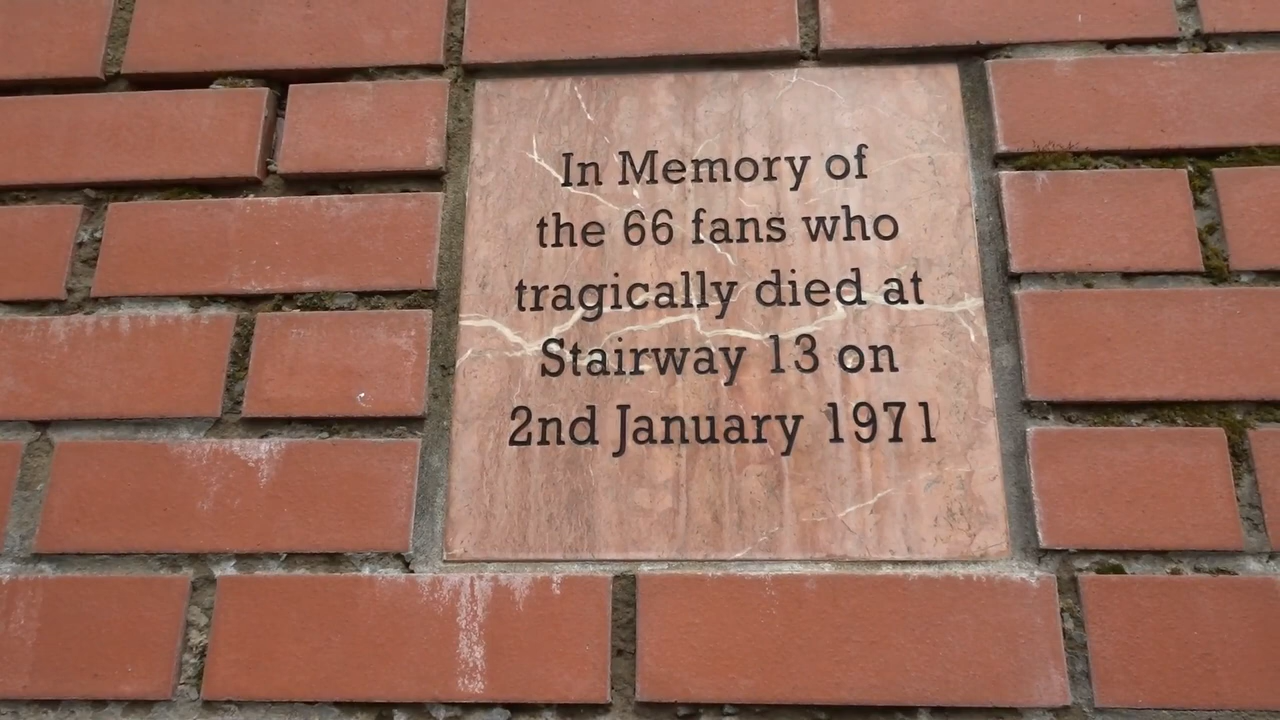 In Memory of
the 66 fans who
tragically died at
Stairway 13 on
2nd January 1971